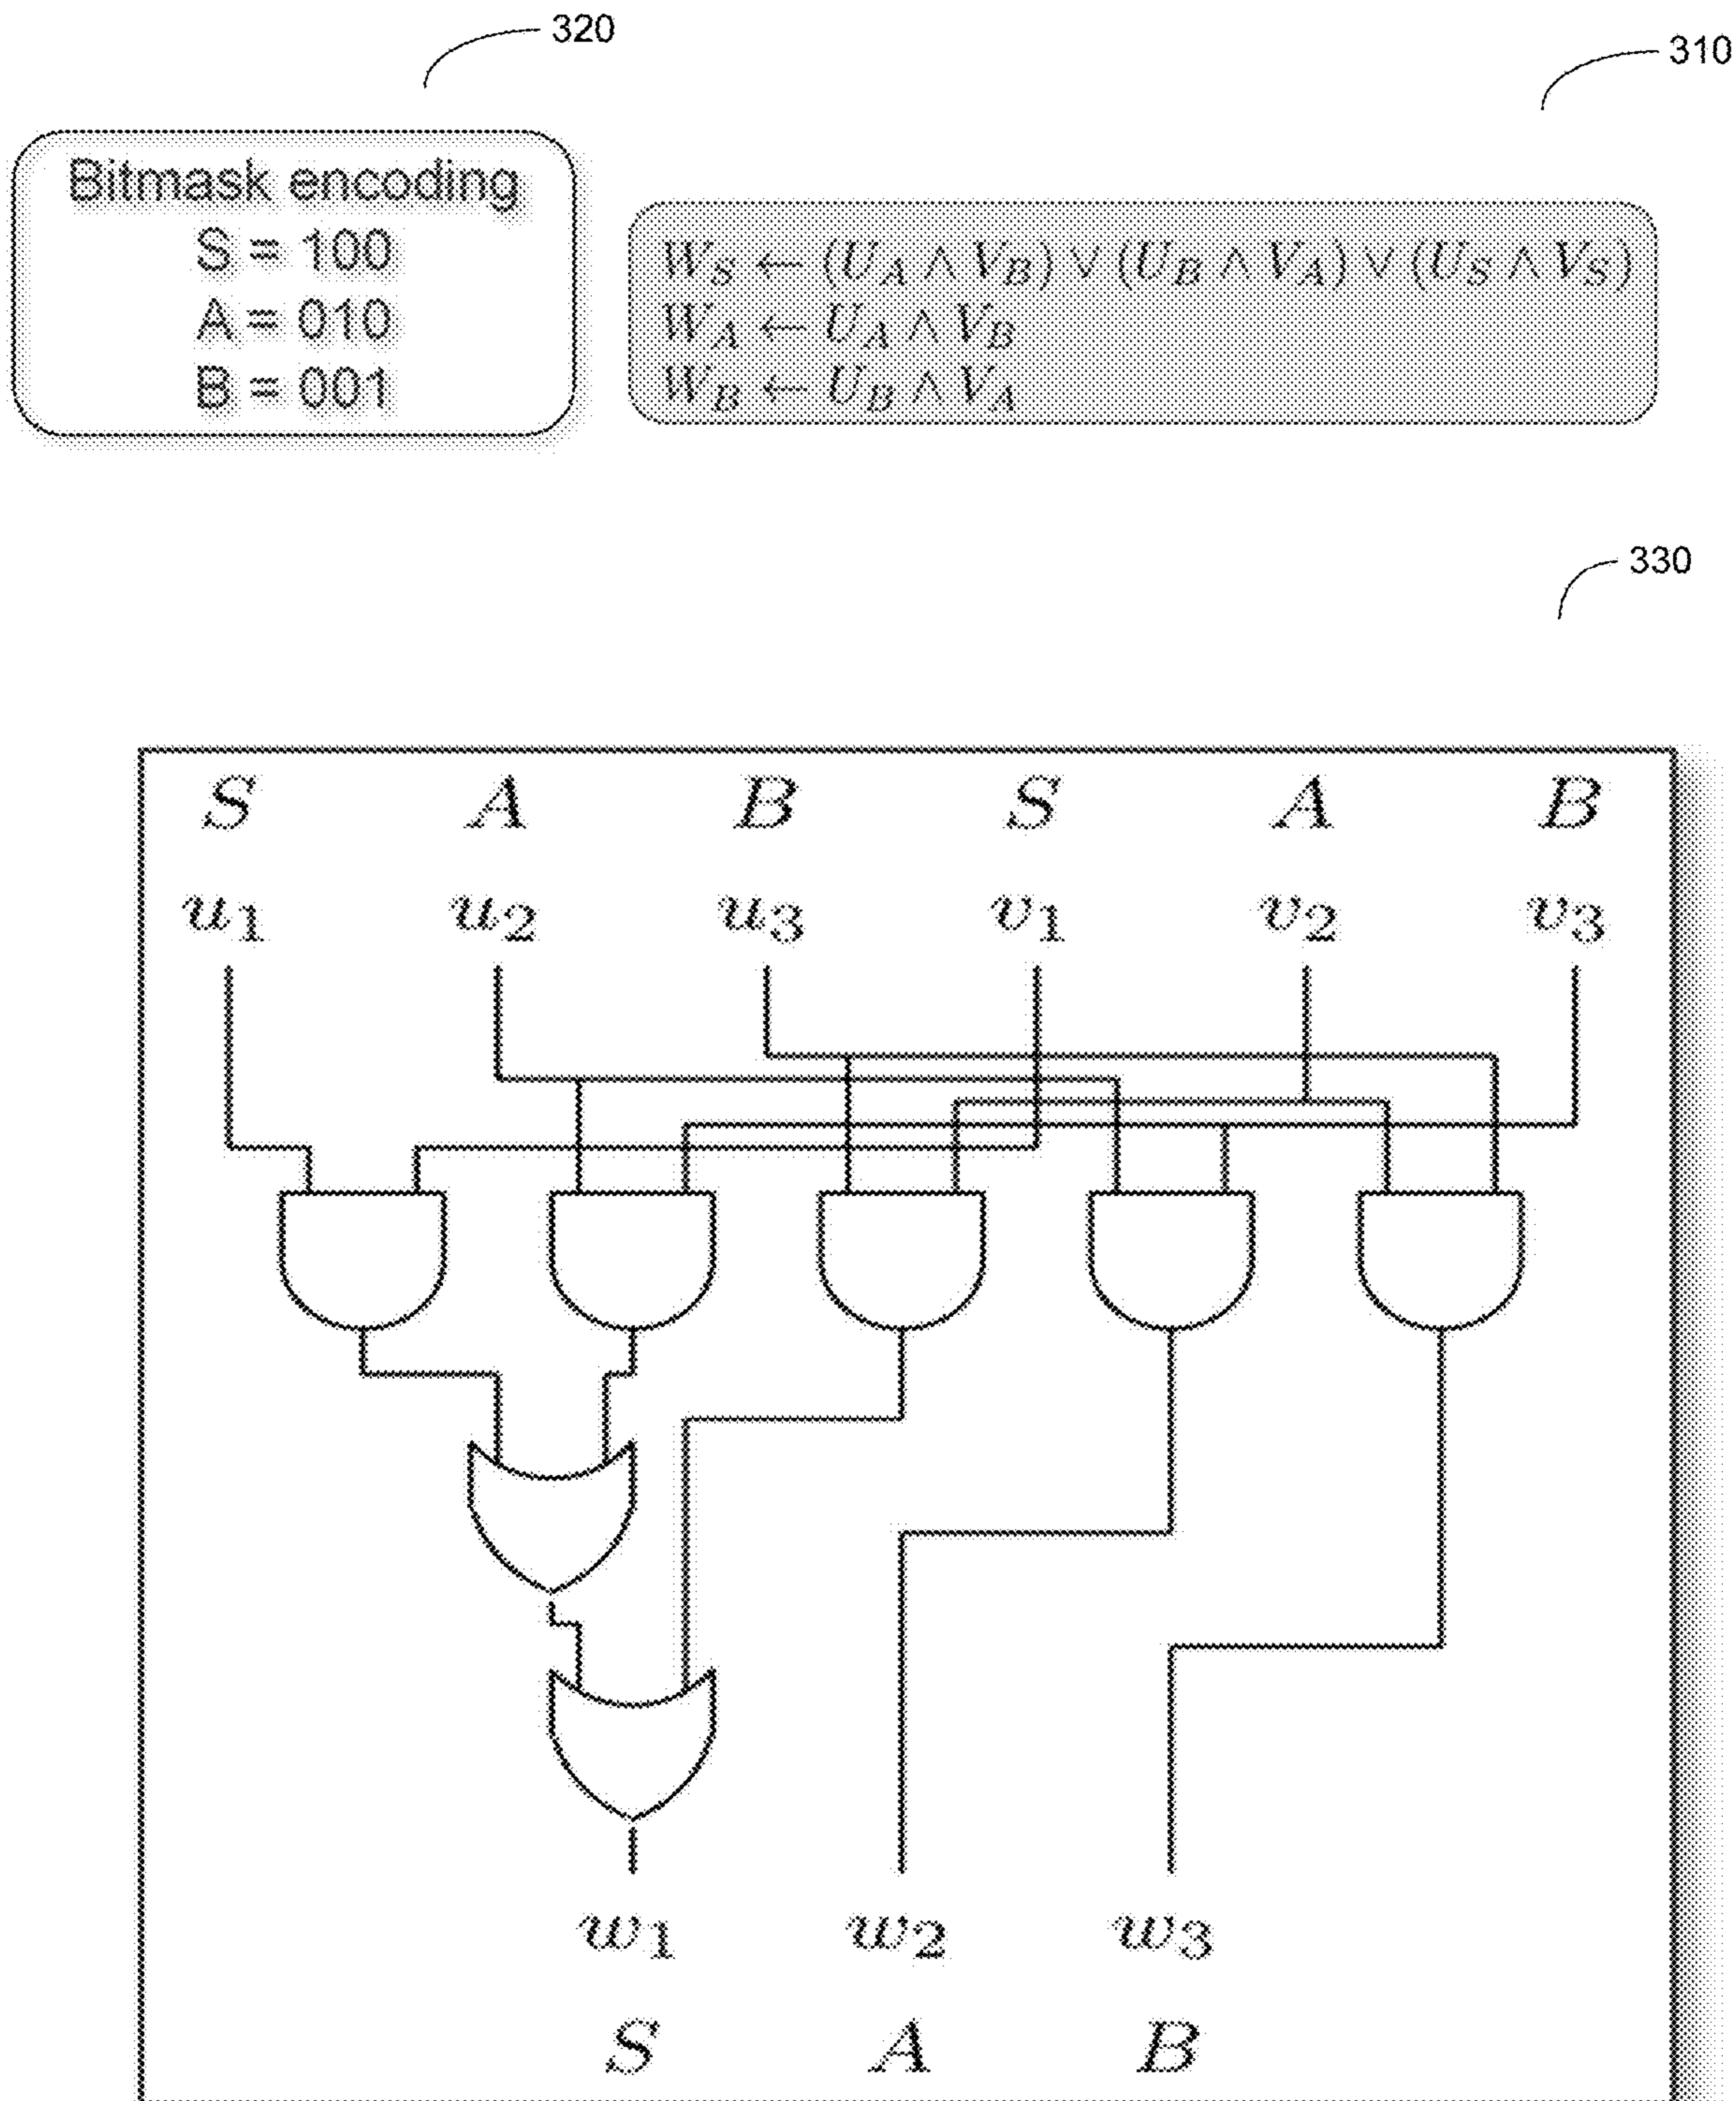 320
310
Bitmask encoding
S = 100
A = 010
B = 001
W_S ← (U_A ∧ V_B) ∨ (U_B ∧ V_A) ∨ (U_S ∧ V_S)
W_A ← U_A ∧ V_B
W_B ← U_B ∧ V_A
330
S A B S A B
u1 u2 u3 v1 v2 v3
w1 w2 w3
S A B